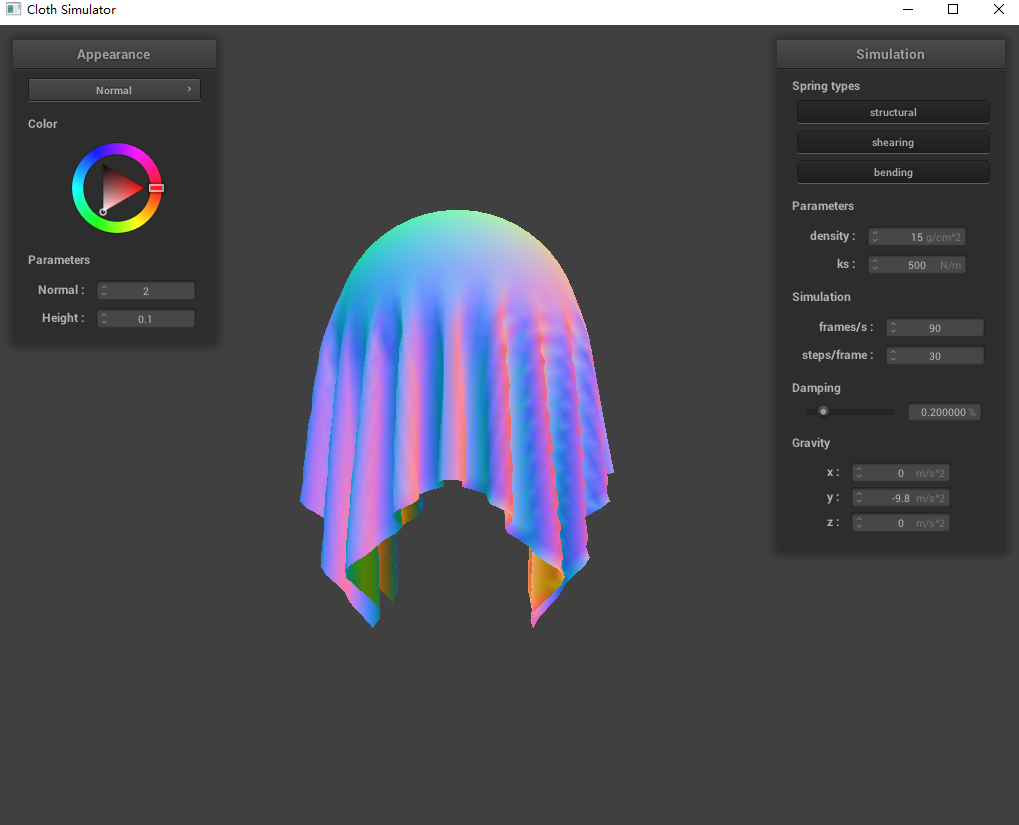 Cloth Simulator
Appearance
Normal
Color
Parameters
Normal : 2
Height : 0.1
Simulation
Spring types
structural
shearing
bending
Parameters
density : 15 g/cm^2
ks : 500 N/m
Simulation
frames/s : 90
steps/frame : 30
Damping
0.200000 %
Gravity
x : 0 m/s^2
y : -9.8 m/s^2
z : 0 m/s^2